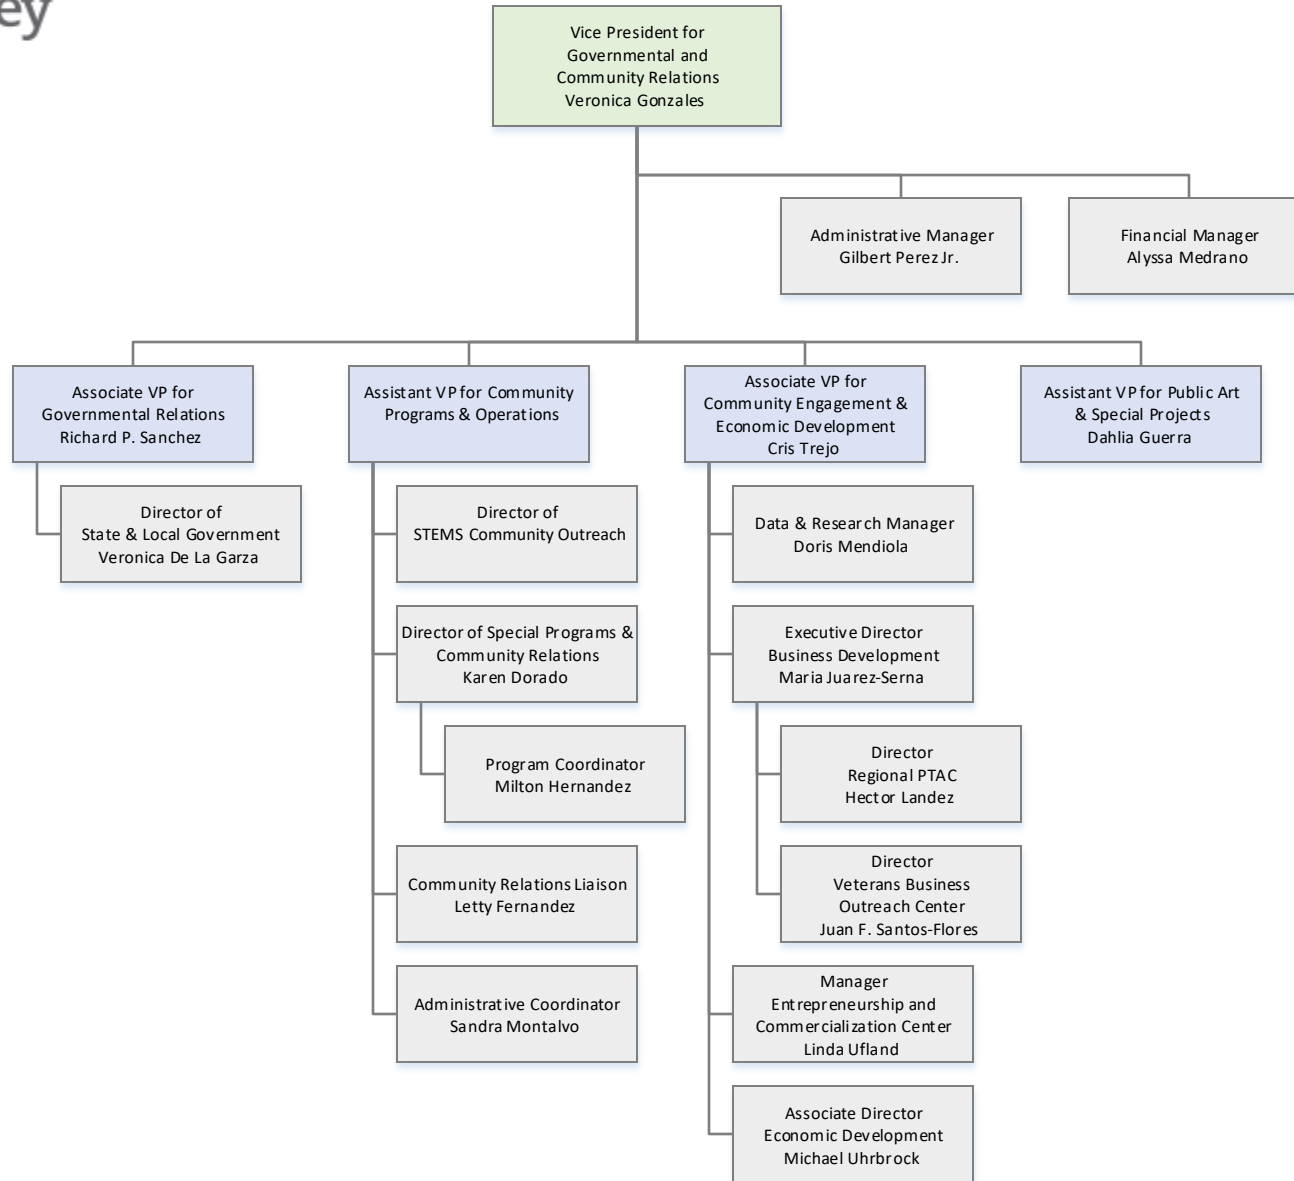 ey
Vice President for
Governmental and
Community Relations
Veronica Gonzales
Administrative Manager
Gilbert Perez Jr.
Financial Manager
Alyssa Medrano
Associate VP for
Governmental Relations
Richard P. Sanchez
Assistant VP for Community
Programs & Operations
Associate VP for
Community Engagement &
Economic Development
Cris Trejo
Assistant VP for Public Art
& Special Projects
Dahlia Guerra
Director of
State & Local Government
Veronica De La Garza
Director of
STEMS Community Outreach
Director of Special Programs &
Community Relations
Karen Dorado
Program Coordinator
Milton Hernandez
Community Relations Liaison
Letty Fernandez
Administrative Coordinator
Sandra Montalvo
Data & Research Manager
Doris Mendiola
Executive Director
Business Development
Maria Juarez-Serna
Director
Regional PTAC
Hector Landez
Director
Veterans Business
Outreach Center
Juan F. Santos-Flores
Manager
Entrepreneurship and
Commercialization Center
Linda Ufland
Associate Director
Economic Development
Michael Uhrbrock